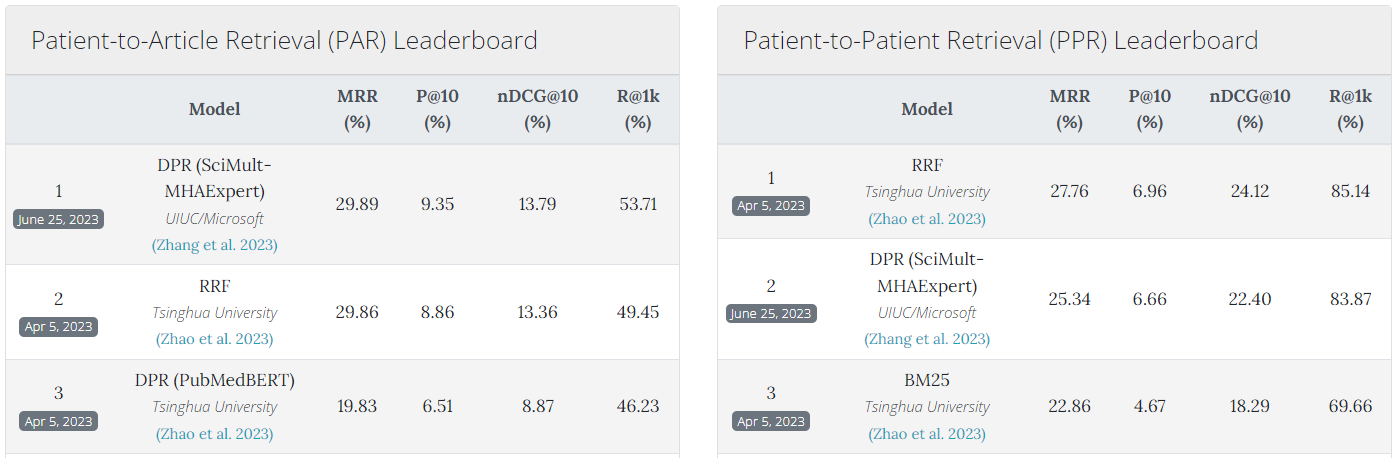 Patient-to-Article Retrieval (PAR) Leaderboard
Model
MRR
(%)
P@10
(%)
nDCG@10
(%)
R@1k
(%)
1
June 25, 2023
DPR (SciMult-
MHAExpert)
UIUC/Microsoft
(Zhang et al. 2023)
29.89
9.35
13.79
53.71
2
Apr 5, 2023
RRF
Tsinghua University
(Zhao et al. 2023)
29.86
8.86
13.36
49.45
3
Apr 5, 2023
DPR (PubMedBERT)
Tsinghua University
(Zhao et al. 2023)
19.83
6.51
8.87
46.23
Patient-to-Patient Retrieval (PPR) Leaderboard
Model
MRR
(%)
P@10
(%)
nDCG@10
(%)
R@1k
(%)
1
Apr 5, 2023
RRF
Tsinghua University
(Zhao et al. 2023)
27.76
6.96
24.12
85.14
2
June 25, 2023
DPR (SciMult-
MHAExpert)
UIUC/Microsoft
(Zhang et al. 2023)
25.34
6.66
22.40
83.87
3
Apr 5, 2023
BM25
Tsinghua University
(Zhao et al. 2023)
22.86
4.67
18.29
69.66